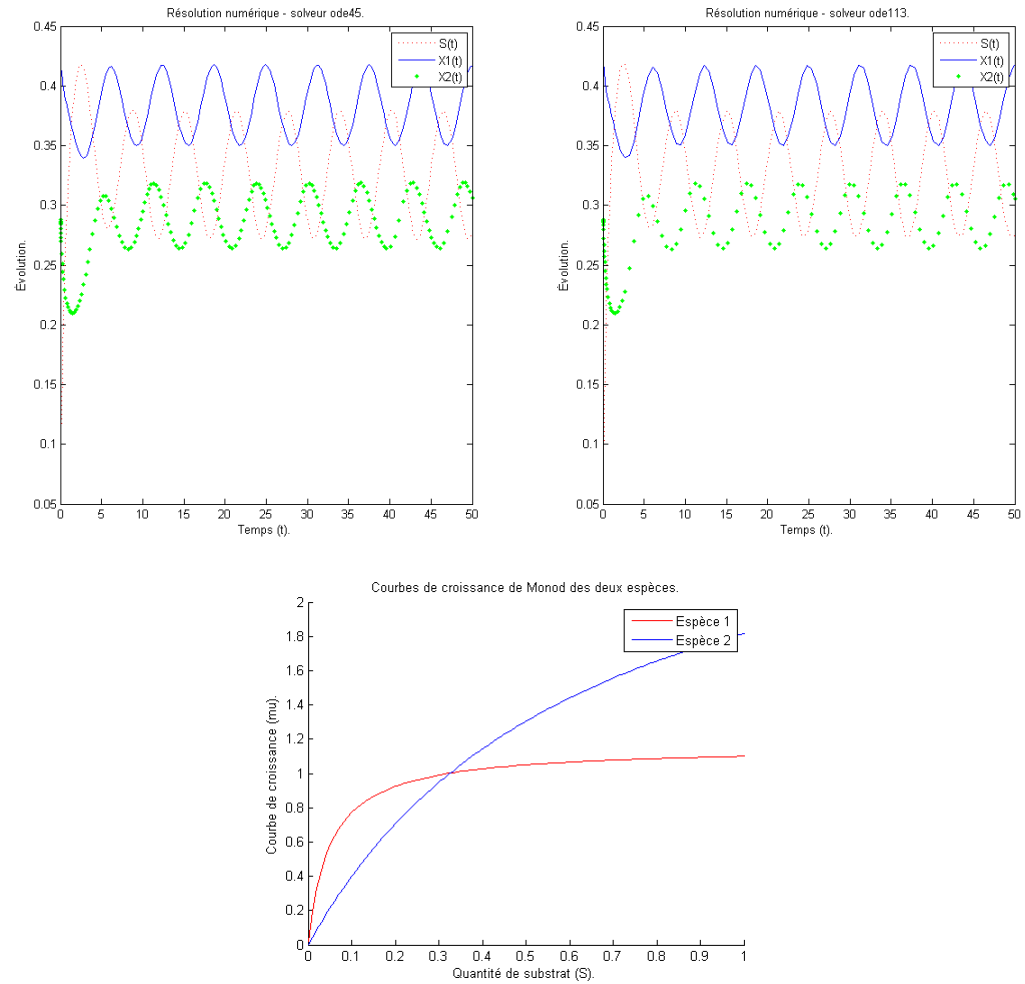 Résolution numérique - solveur ode45.
S(t)
X1(t)
X2(t)
0.45
0.4
0.35
0.3
0.25
0.2
0.15
0.1
0.05
Évolution.
0 5 10 15 20 25 30 35 40 45 50
Temps (t).
Résolution numérique - solveur ode113.
S(t)
X1(t)
X2(t)
0.45
0.4
0.35
0.3
0.25
0.2
0.15
0.1
0.05
Évolution.
0 5 10 15 20 25 30 35 40 45 50
Temps (t).
Courbes de croissance de Monod des deux espèces.
Espèce 1
Espèce 2
2
1.8
1.6
1.4
1.2
1
0.8
0.6
0.4
0.2
0
Courbe de croissance (mu).
0 0.1 0.2 0.3 0.4 0.5 0.6 0.7 0.8 0.9 1
Quantité de substrat (S).